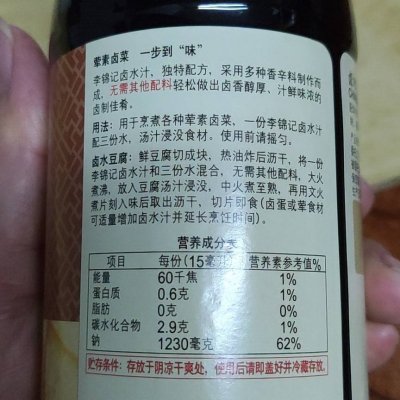 荤素卤菜 一步到“味”
李锦记卤水汁，独特配方，采用多种香辛料制作而
成，无需其他配料轻松做出卤香醇厚、汁鲜味浓的
卤制佳肴。
用法：用于烹煮各种荤素卤菜，一份李锦记卤水汁
配三份水，汤汁浸没食材。使用前请摇匀。
卤水豆腐：鲜豆腐切成块，热油炸后沥干，将一份
李锦记卤水汁和三份水混合，无需其他配料，大火
煮沸，放入豆腐汤汁浸没，中火煮至熟，再用文火
煮片刻入味后取出沥干，切片即食(卤蛋或荤食材
可适量增加卤水汁并延长烹饪时间)。
营养成分表
项目 每份(15毫升) 营养素参考值%
能量 60千焦 1%
蛋白质 0.6克 1%
脂肪 0克 0%
碳水化合物 2.9克 1%
钠 1230毫克 62%
贮存条件：存放于阴凉干爽处，使用后请即盖好并冷藏存放。